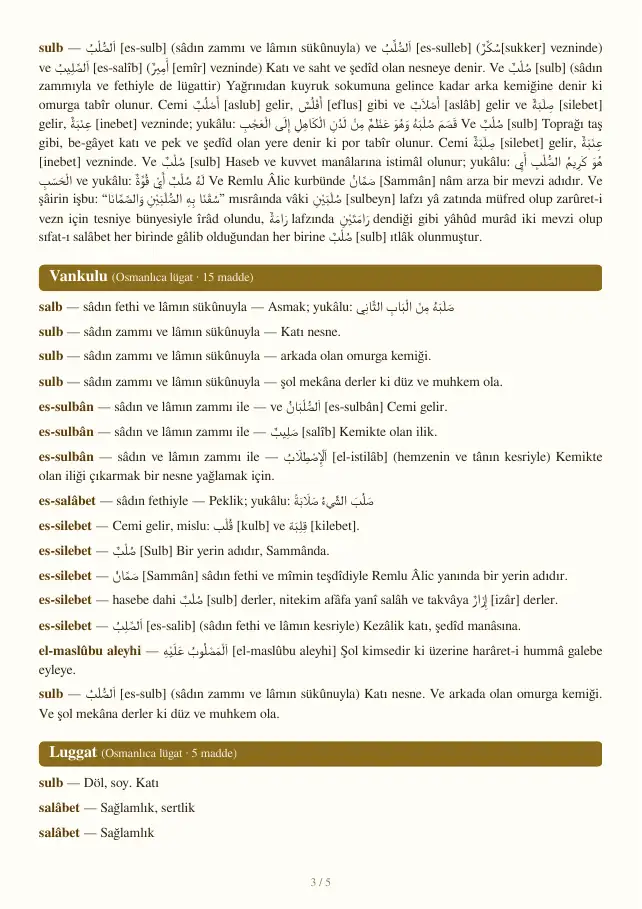 sulb — اَلصُّلْبُ [es-sulb] (sâdın zammı ve lâmın sükûnuyla) ve اَلصُّلَّبُ [es-sulleb] (سُكَّرٌ[sukker] vezninde)
ve اَلصَّلِيبُ [es-salîb] (أَمِيرٌ [emîr] vezninde) Katı ve saht ve şedîd olan nesneye denir. Ve صُلْبٌ [sulb] (sâdın
zammıyla ve fethiyle de lügattir) Yağrınından kuyruk sokumuna gelince kadar arka kemiğine denir ki
omurga tabîr olunur. Cemi أَصْلُبٌ [aslub] gelir, أَفْلُسٌ [eflus] gibi ve أَصْلاَبٌ [aslâb] gelir ve صِلَبَةٌ [silebet]
gelir, عِنَبَةٌ [inebet] vezninde; yukâlu: قَصَمَ صُلْبَهُ وَهُوَ عَظْمٌ مِنْ لَدُنِ الْكَاهِلِ إِلَى الْعَجْبِ Ve صُلْبٌ [sulb] Toprağı taş
gibi, be-gâyet katı ve pek ve şedîd olan yere denir ki por tabîr olunur. Cemi صِلَبَةٌ [silebet] gelir, عِنَبَةٌ
[inebet] vezninde. Ve صُلْبٌ [sulb] Haseb ve kuvvet manâlarına istimâl olunur; yukâlu: هُوَ كَرِيمُ الصُّلْبِ أَيِ
الْحَسَبِ ve yukâlu: لَهُ صُلْبٌ أَيْ قُوَّةٌ Ve Remlu Âlic kurbünde صَمَّانُ [Sammân] nâm arza bir mevzi adıdır. Ve
şâirin işbu: “سُقْنَا بِهِ الصُّلْبَيْنِ وَالصَّمَّانَا” mısrâında vâki صُلْبَيْنِ [sulbeyn] lafzı yâ zatında müfred olup zarûret-i
vezn için tesniye bünyesiyle îrâd olundu, رَامَةٌ lafzında رَامَتَيْنِ dendiği gibi yâhûd murâd iki mevzi olup
sıfat-ı salâbet her birinde gâlib olduğundan her birine صُلْبٌ [sulb] ıtlâk olunmuştur.
Vankulu (Osmanlıca lügat · 15 madde)
salb — sâdın fethi ve lâmın sükûnuyla — Asmak; yukâlu: صَلَبَهُ مِنَ الْبَابِ الثَّانِى
sulb — sâdın zammı ve lâmın sükûnuyla — Katı nesne.
sulb — sâdın zammı ve lâmın sükûnuyla — arkada olan omurga kemiği.
sulb — sâdın zammı ve lâmın sükûnuyla — şol mekâna derler ki düz ve muhkem ola.
es-sulbân — sâdın ve lâmın zammı ile — ve اَلصُّلْبَانُ [es-sulbân] Cemi gelir.
es-sulbân — sâdın ve lâmın zammı ile — صَلِيبٌ [salîb] Kemikte olan ilik.
es-sulbân — sâdın ve lâmın zammı ile — اَلْاِصْطِلَابُ [el-istilâb] (hemzenin ve tânın kesriyle) Kemikte
olan iliği çıkarmak bir nesne yağlamak için.
es-salâbet — sâdın fethiyle — Peklik; yukâlu: صَلُبَ الشَّيْءُ صَلَابَةً
es-silebet — Cemi gelir, mislu: قُلْب [kulb] ve قِلِبَة [kilebet].
es-silebet — صُلْبٌ [Sulb] Bir yerin adıdır, Sammânda.
es-silebet — صَمَّانُ [Sammân] sâdın fethi ve mîmin teşdîdiyle Remlu Âlic yanında bir yerin adıdır.
es-silebet — hasebe dahi صُلْبٌ [sulb] derler, nitekim afâfa yanî salâh ve takvâya إِزَارٌ [izâr] derler.
es-silebet — اَلصَّلِبُ [es-salib] (sâdın fethi ve lâmın kesriyle) Kezâlik katı, şedîd manâsına.
el-maslûbu aleyhi — اَلْمَصْلُوبُ عَلَيْهِ [el-maslûbu aleyhi] Şol kimsedir ki üzerine harâret-i hummâ galebe
eyleye.
sulb — اَلصُّلْبُ [es-sulb] (sâdın zammı ve lâmın sükûnuyla) Katı nesne. Ve arkada olan omurga kemiği.
Ve şol mekâna derler ki düz ve muhkem ola.
Luggat (Osmanlıca lügat · 5 madde)
sulb — Döl, soy. Katı
salâbet — Sağlamlık, sertlik
salâbet — Sağlamlık
3 / 5